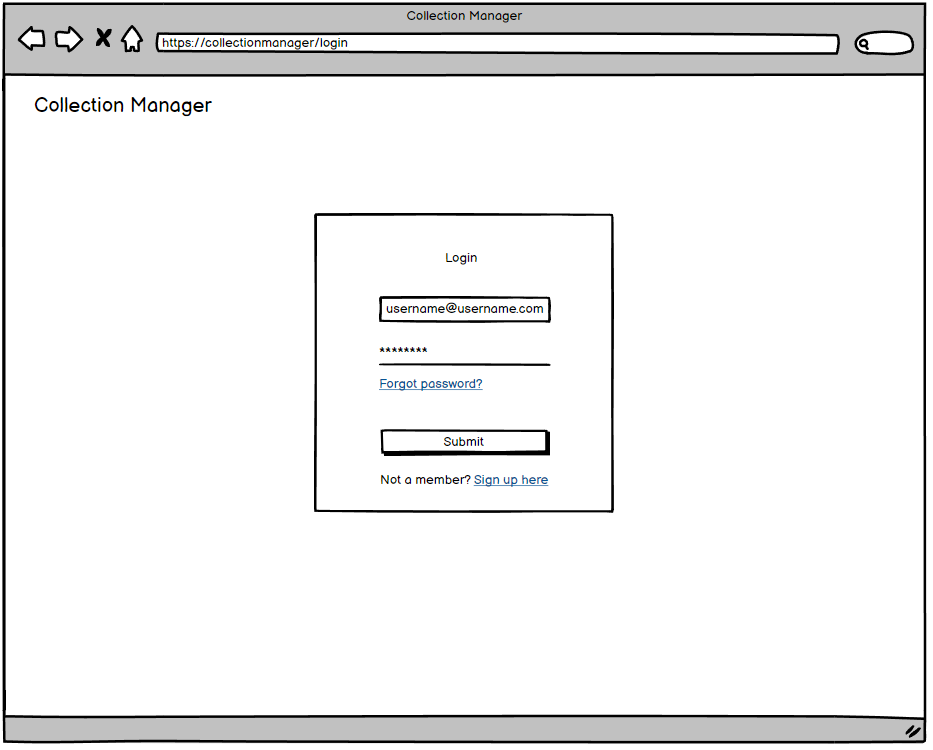 Collection Manager
https://collectionmanager/login
Collection Manager
Login
username@username.com
********
Forgot password?
Submit
Not a member? Sign up here